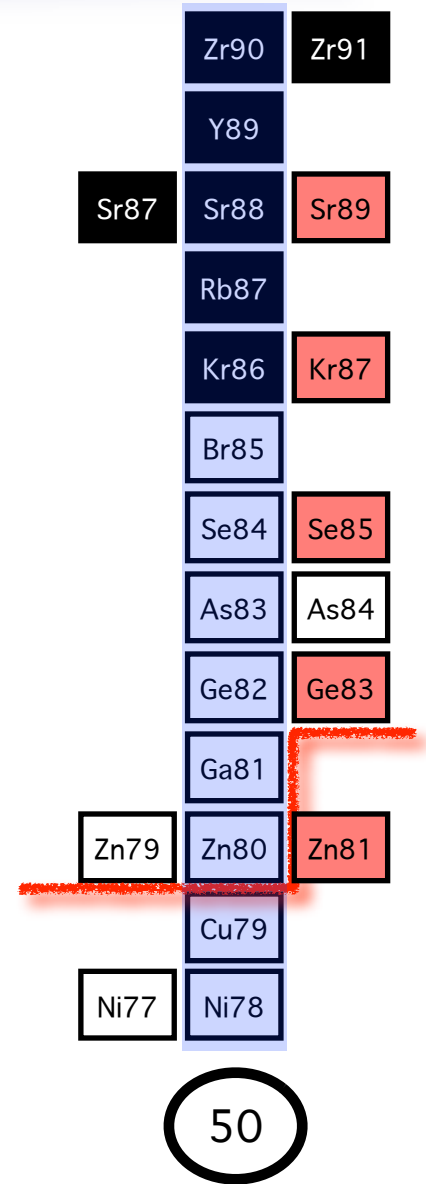 Zr90 Zr91
Y89
Sr87 Sr88 Sr89
Rb87
Kr86 Kr87
Br85
Se84 Se85
As83 As84
Ge82 Ge83
Ga81
Zn79 Zn80 Zn81
Cu79
Ni77 Ni78
50